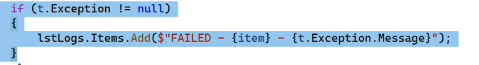 if (t.Exception != null)
{
lstLogs.Items.Add($"FAILED - {item} - {t.Exception.Message}");
}